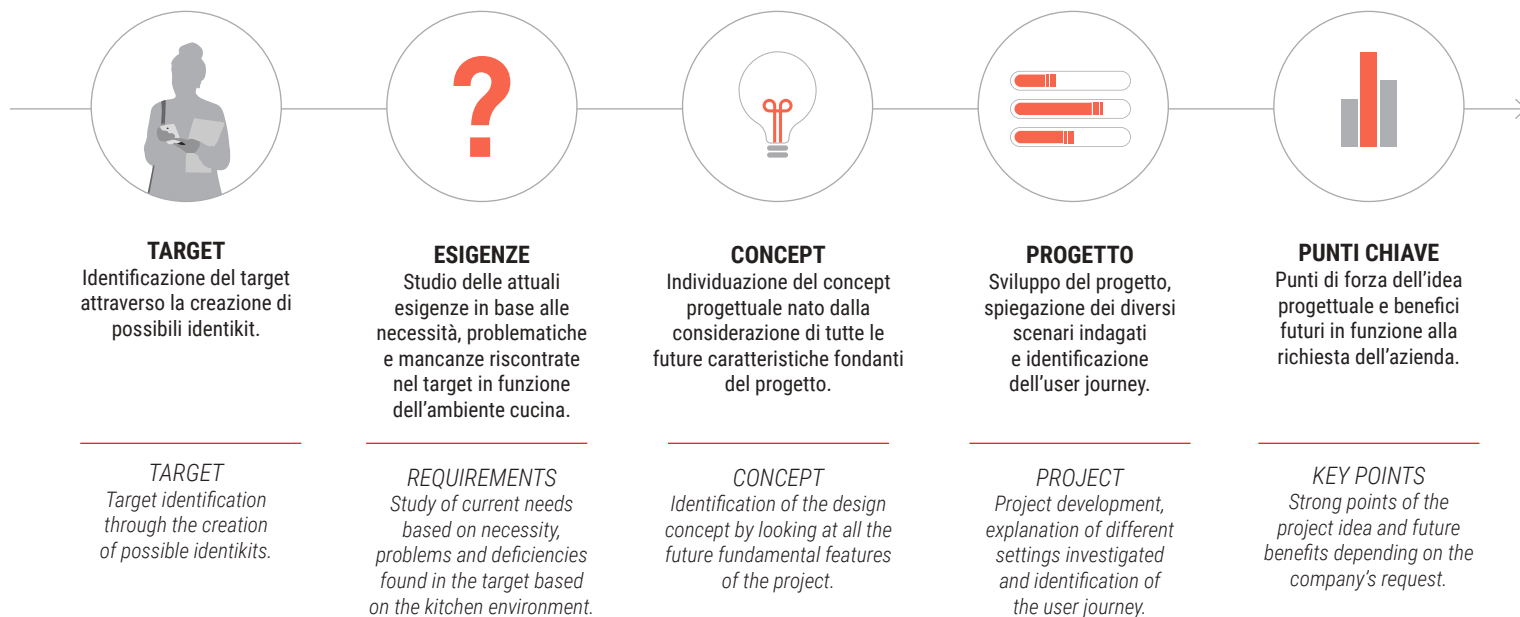 TARGET
Identificazione del target
attraverso la creazione di
possibili identikit.
ESIGENZE
Studio delle attuali
esigenze in base alle
necessità, problematiche
e mancanze riscontrate
nel target in funzione
dell’ambiente cucina.
CONCEPT
Individuazione del concept
progettuale nato dalla
considerazione di tutte le
future caratteristiche fondanti
del progetto.
PROGETTO
Sviluppo del progetto,
spiegazione dei diversi
scenari indagati
e identificazione
dell’user journey.
PUNTI CHIAVE
Punti di forza dell’idea
progettuale e benefici
futuri in funzione alla
richiesta dell’azienda.
TARGET
Target identification
through the creation
of possible identikits.
REQUIREMENTS
Study of current needs
based on necessity,
problems and deficiencies
found in the target based
on the kitchen environment.
CONCEPT
Identification of the design
concept by looking at all the
future fundamental features
of the project.
PROJECT
Project development,
explanation of different
settings investigated
and identification of
the user journey.
KEY POINTS
Strong points of the
project idea and future
benefits depending on the
company’s request.